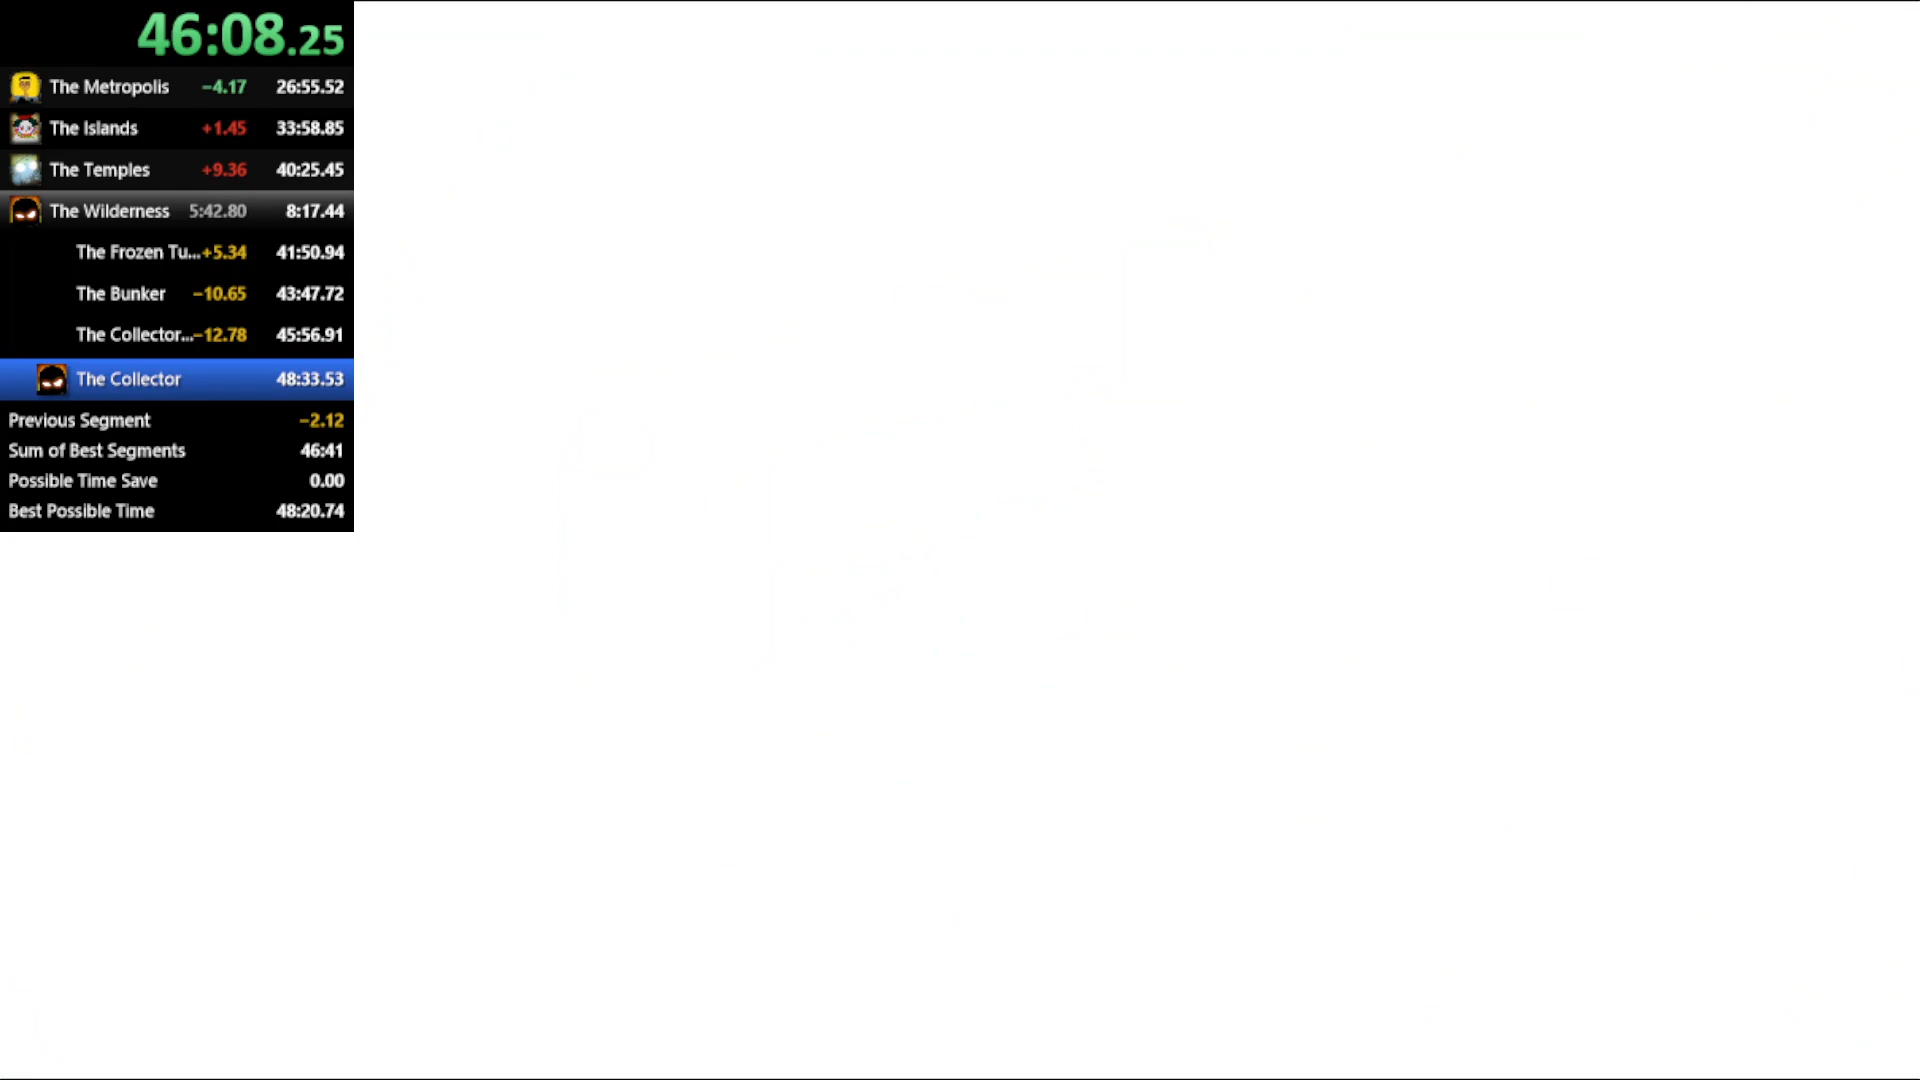 46:08.25
The Metropolis −4.17 26:55.52
The Islands +1.45 33:58.85
The Temples +9.36 40:25.45
The Wilderness 5:42.80 8:17.44
The Frozen Tu...+5.34 41:50.94
The Bunker −10.65 43:47.72
The Collector...−12.78 45:56.91
The Collector 48:33.53
Previous Segment −2.12
Sum of Best Segments 46:41
Possible Time Save 0.00
Best Possible Time 48:20.74